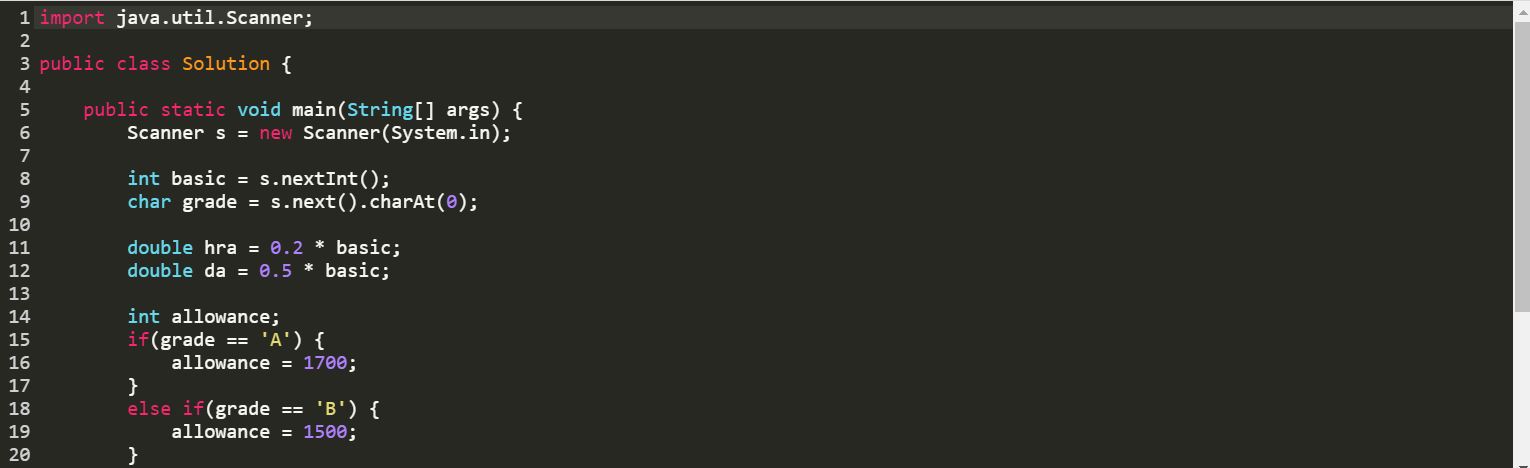 1 import java.util.Scanner;
2
3 public class Solution {
4
5     public static void main(String[] args) {
6         Scanner s = new Scanner(System.in);
7
8         int basic = s.nextInt();
9         char grade = s.next().charAt(0);
10
11         double hra = 0.2 * basic;
12         double da = 0.5 * basic;
13
14         int allowance;
15         if(grade == 'A') {
16             allowance = 1700;
17         }
18         else if(grade == 'B') {
19             allowance = 1500;
20         }